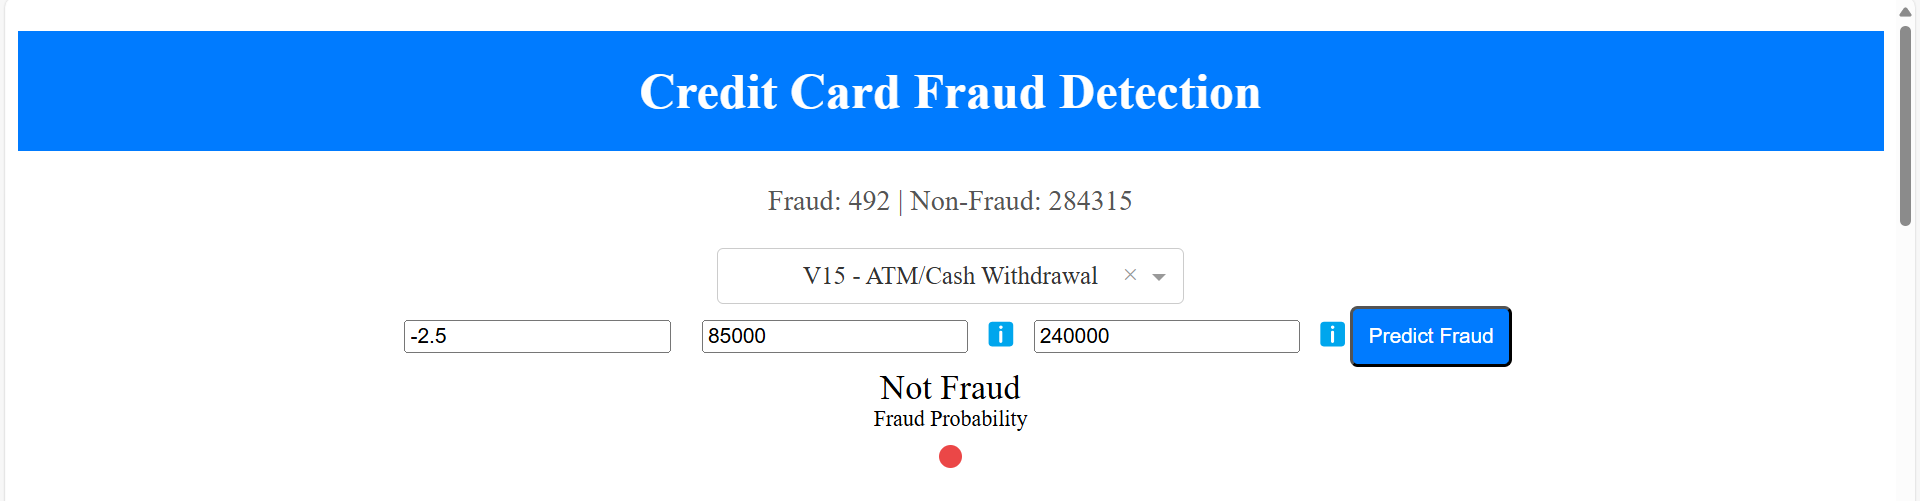 Credit Card Fraud Detection
Fraud: 492 | Non-Fraud: 284315
V15 - ATM/Cash Withdrawal ×
-2.5 85000 i 240000 i Predict Fraud
Not Fraud
Fraud Probability